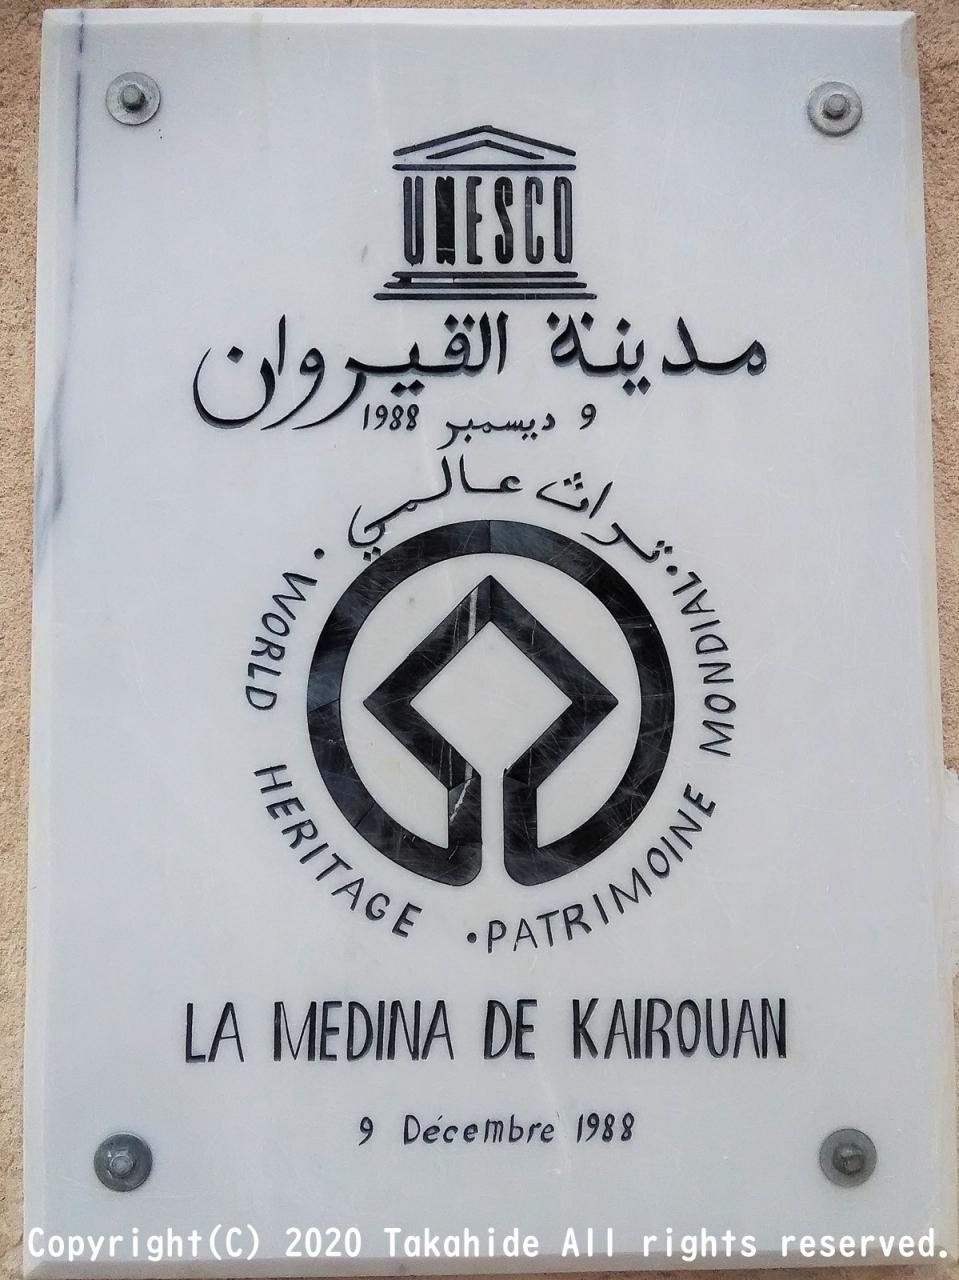 UNESCO
مدينة القيروان
9 ديسمبر 1988
تراث عالمي
• WORLD HERITAGE
• PATRIMOINE MONDIAL •
LA MEDINA DE KAIROUAN
9 Décembre 1988
Copyright(C) 2020 Takahide All rights reserved.